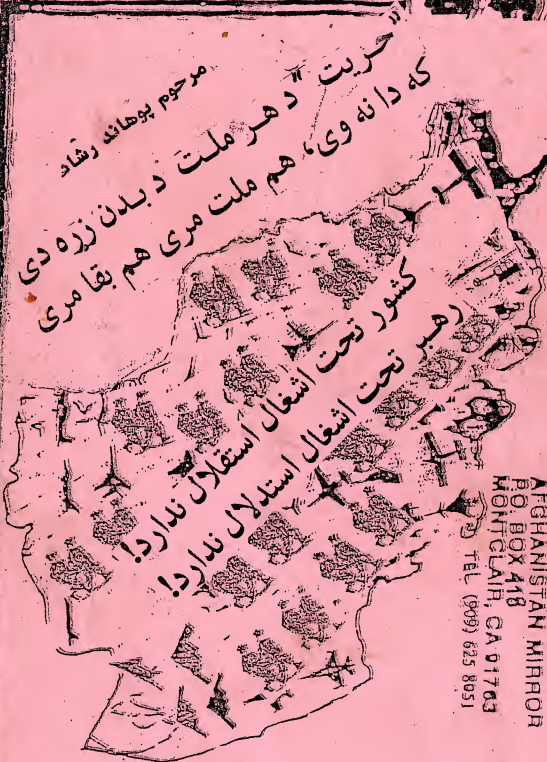 "حریت" د هر ملت د بدن زړه دی
که دا نه وی، هم ملت مری هم بقا مری
مرحوم پوهاند رشاد
کشور تحت اشغال استقلال ندارد!
رهبر تحت اشغال استدلال ندارد!
AFGHANISTAN MIRROR
PO BOX 418
MONTCLAIR, CA 91763
TEL (909) 625 8051